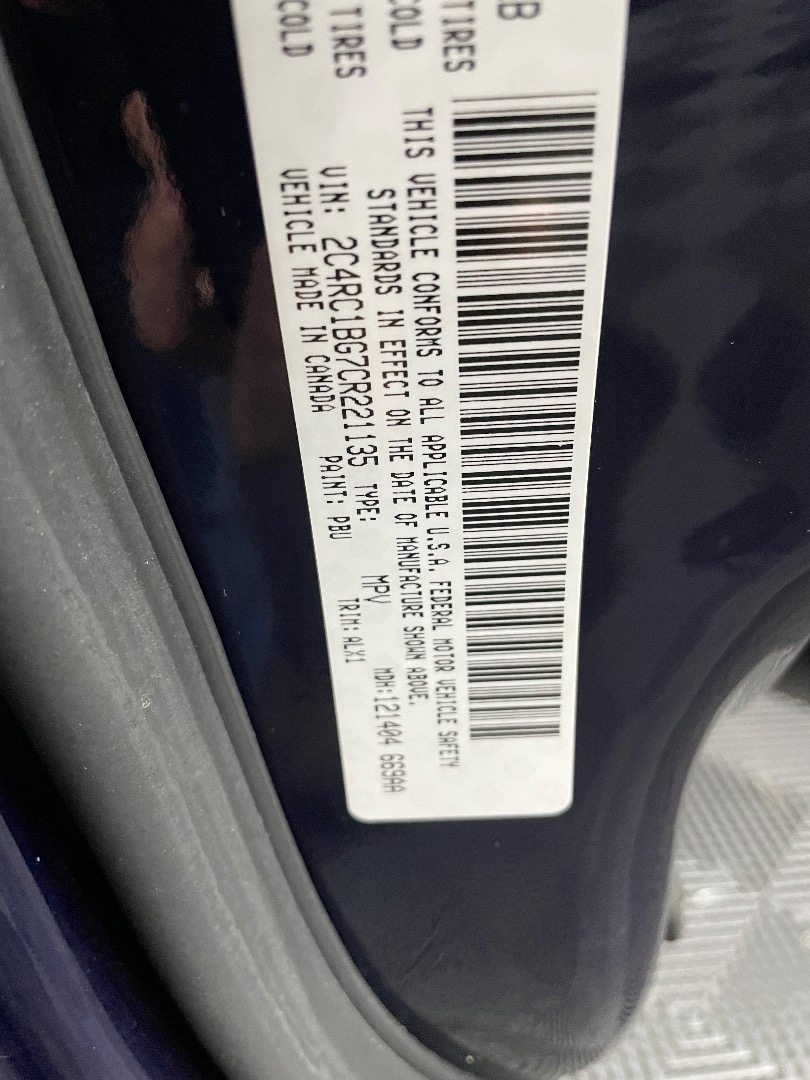 B
TIRES
COLD
TIRES
COLD
THIS VEHICLE CONFORMS TO ALL APPLICABLE U.S.A. FEDERAL MOTOR VEHICLE SAFETY
STANDARDS IN EFFECT ON THE DATE OF MANUFACTURE SHOWN ABOVE.
MDH:121404 669AA
VIN: 2C4RC1BG7CR221135 TYPE: MPV
VEHICLE MADE IN CANADA PAINT: PBU TRIM: ALX1